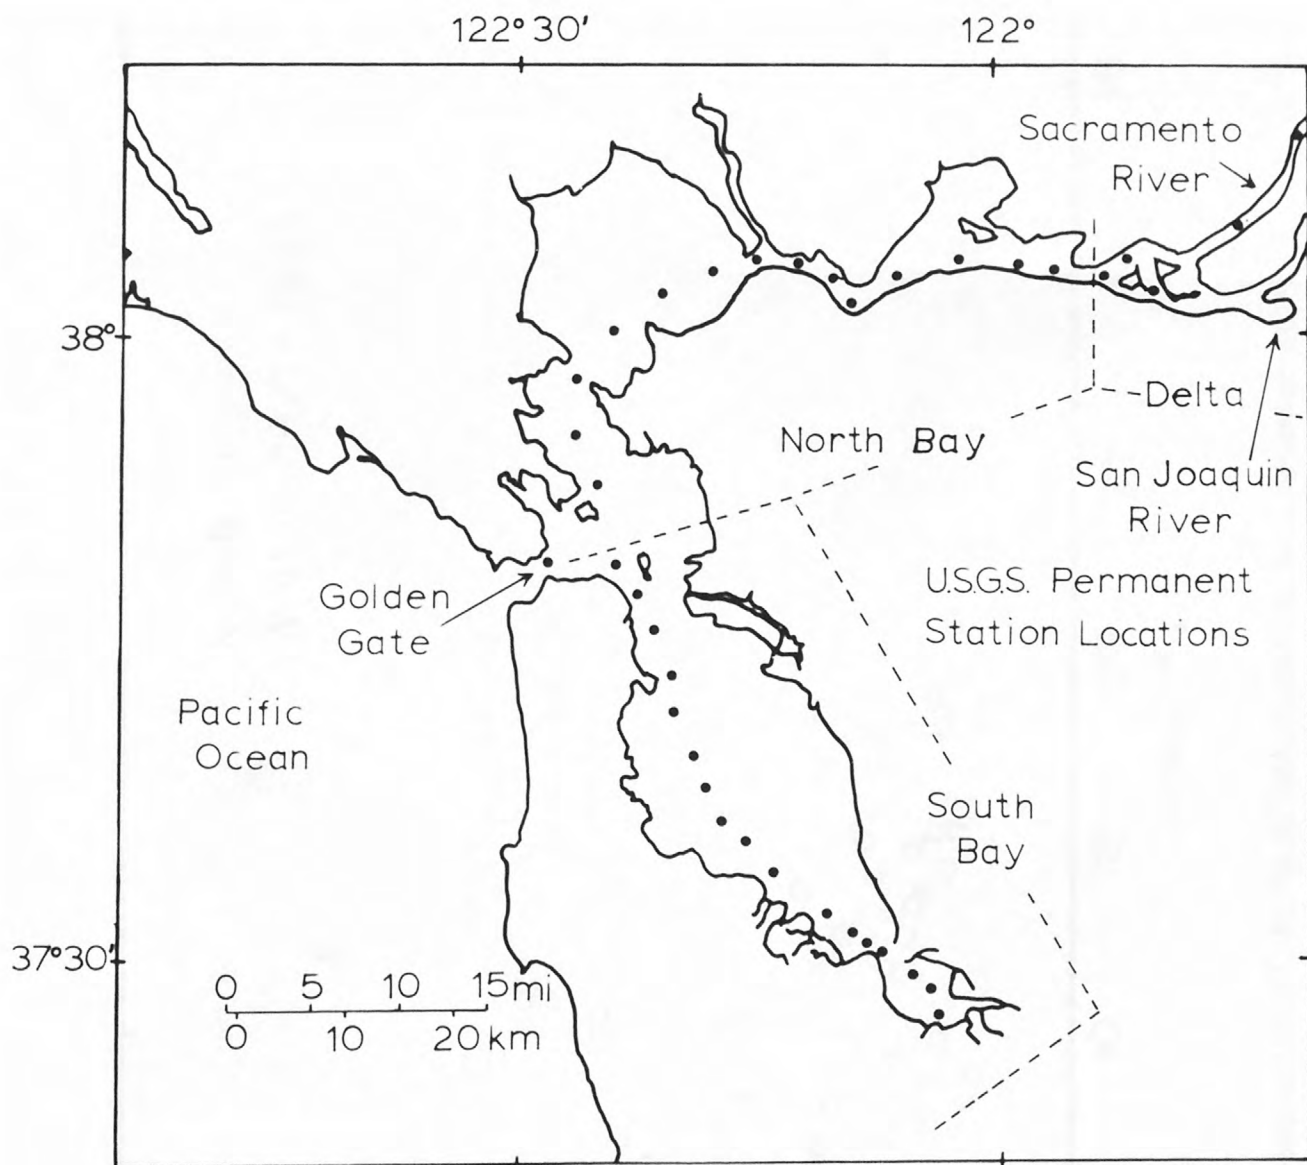 122°30'
122°
Sacramento
River
38°
Delta
North Bay
San Joaquin
River
Golden
Gate
U.S.G.S. Permanent
Station Locations
Pacific
Ocean
South
Bay
37°30'
0 5 10 15mi
0 10 20km